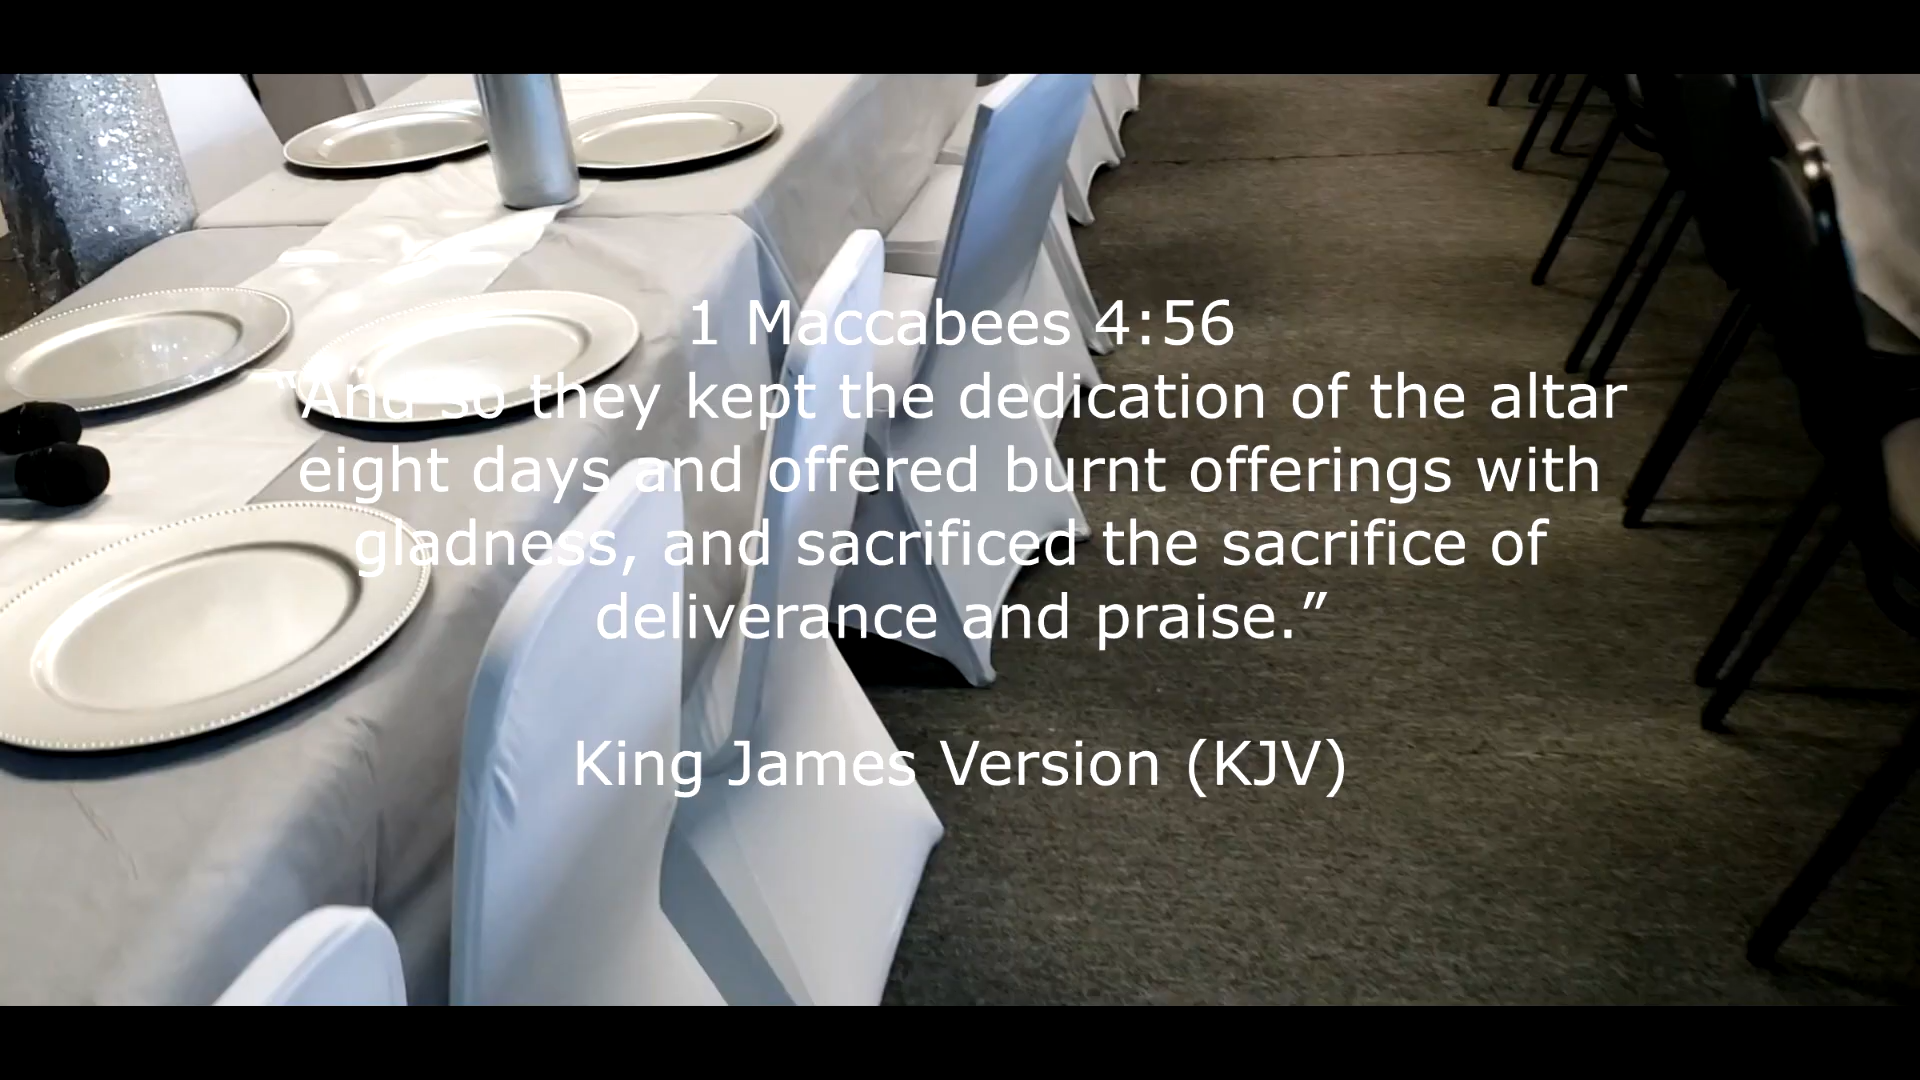 1 Maccabees 4:56
“And so they kept the dedication of the altar
eight days and offered burnt offerings with
gladness, and sacrificed the sacrifice of
deliverance and praise.”
King James Version (KJV)